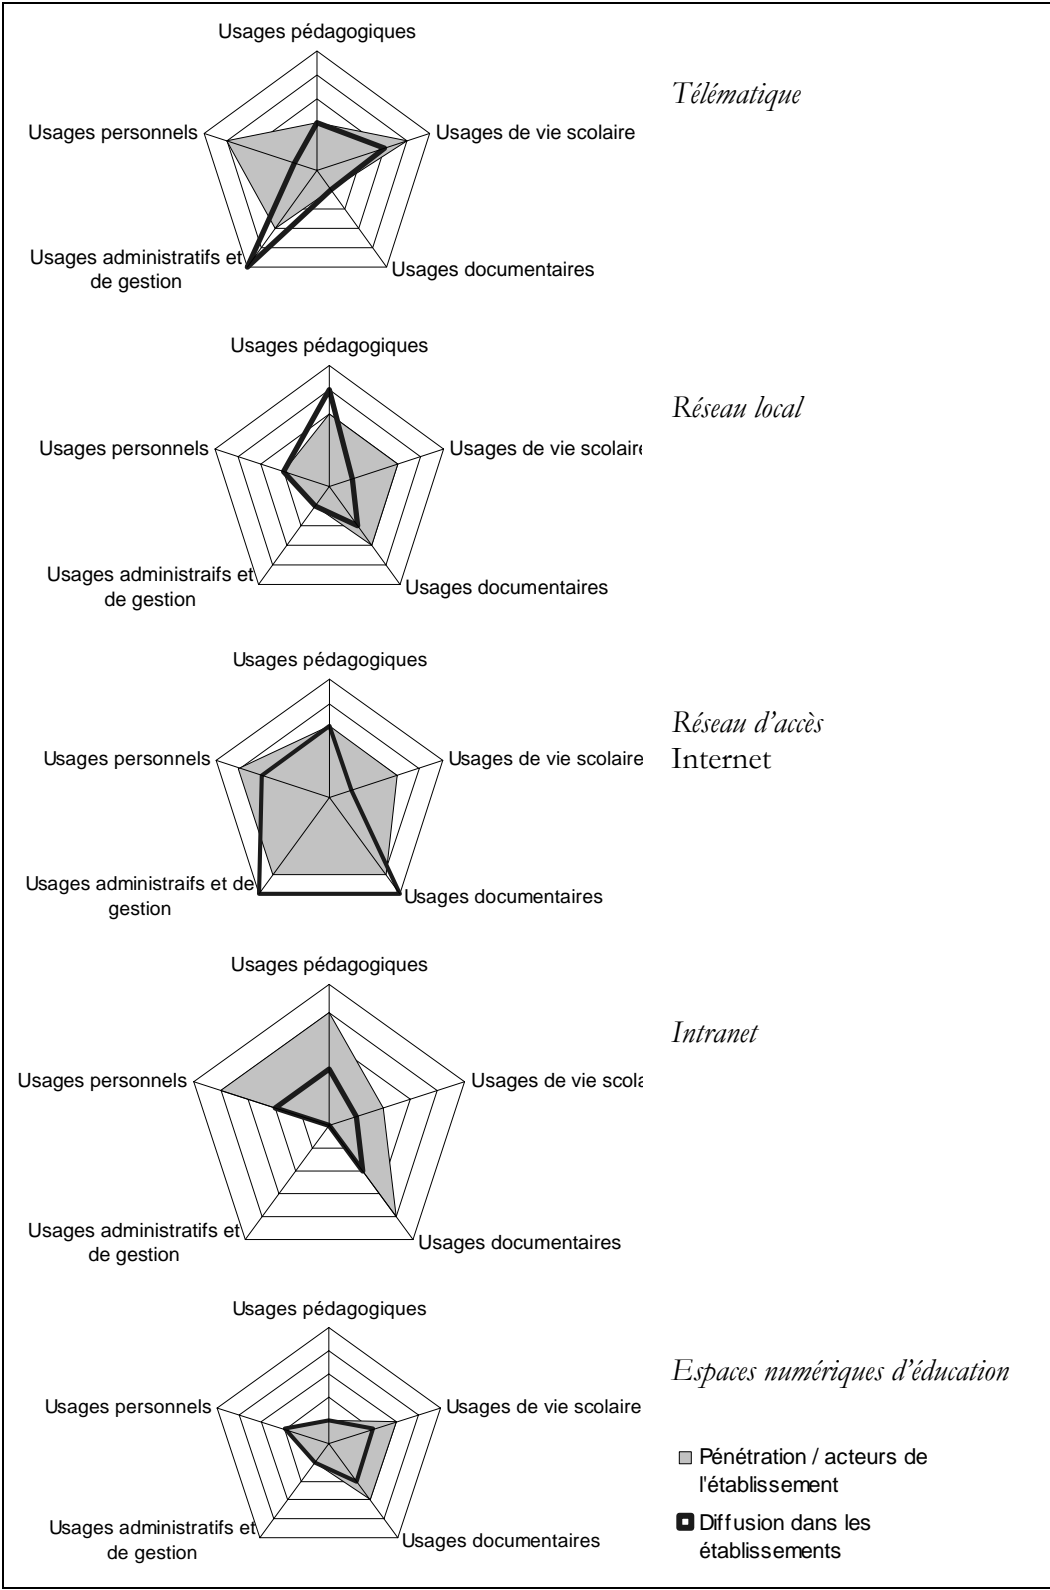 Usages pédagogiques
Télématique
Usages personnels
Usages de vie scolaire
Usages administratifs et
de gestion
Usages documentaires
Usages pédagogiques
Réseau local
Usages personnels
Usages de vie scolaire
Usages administraifs et
de gestion
Usages documentaires
Usages pédagogiques
Réseau d'accès
Internet
Usages personnels
Usages de vie scolaire
Usages administraifs et de
gestion
Usages documentaires
Usages pédagogiques
Intranet
Usages personnels
Usages de vie scola
Usages administratifs et
de gestion
Usages documentaires
Usages pédagogiques
Espaces numériques d'éducation
Usages personnels
Usages de vie scolaire
Usages administratifs et
de gestion
Usages documentaires
Pénétration / acteurs de
l'établissement
Diffusion dans les
établissements